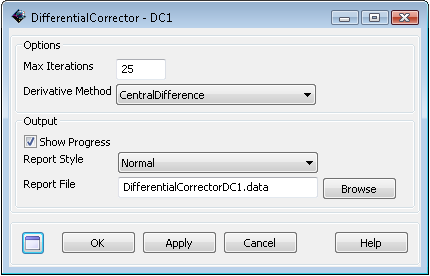 DifferentialCorrector - DC1
Options
Max Iterations 25
Derivative Method CentralDifference
Output
Show Progress
Report Style Normal
Report File DifferentialCorrectorDC1.data Browse
OK Apply Cancel Help